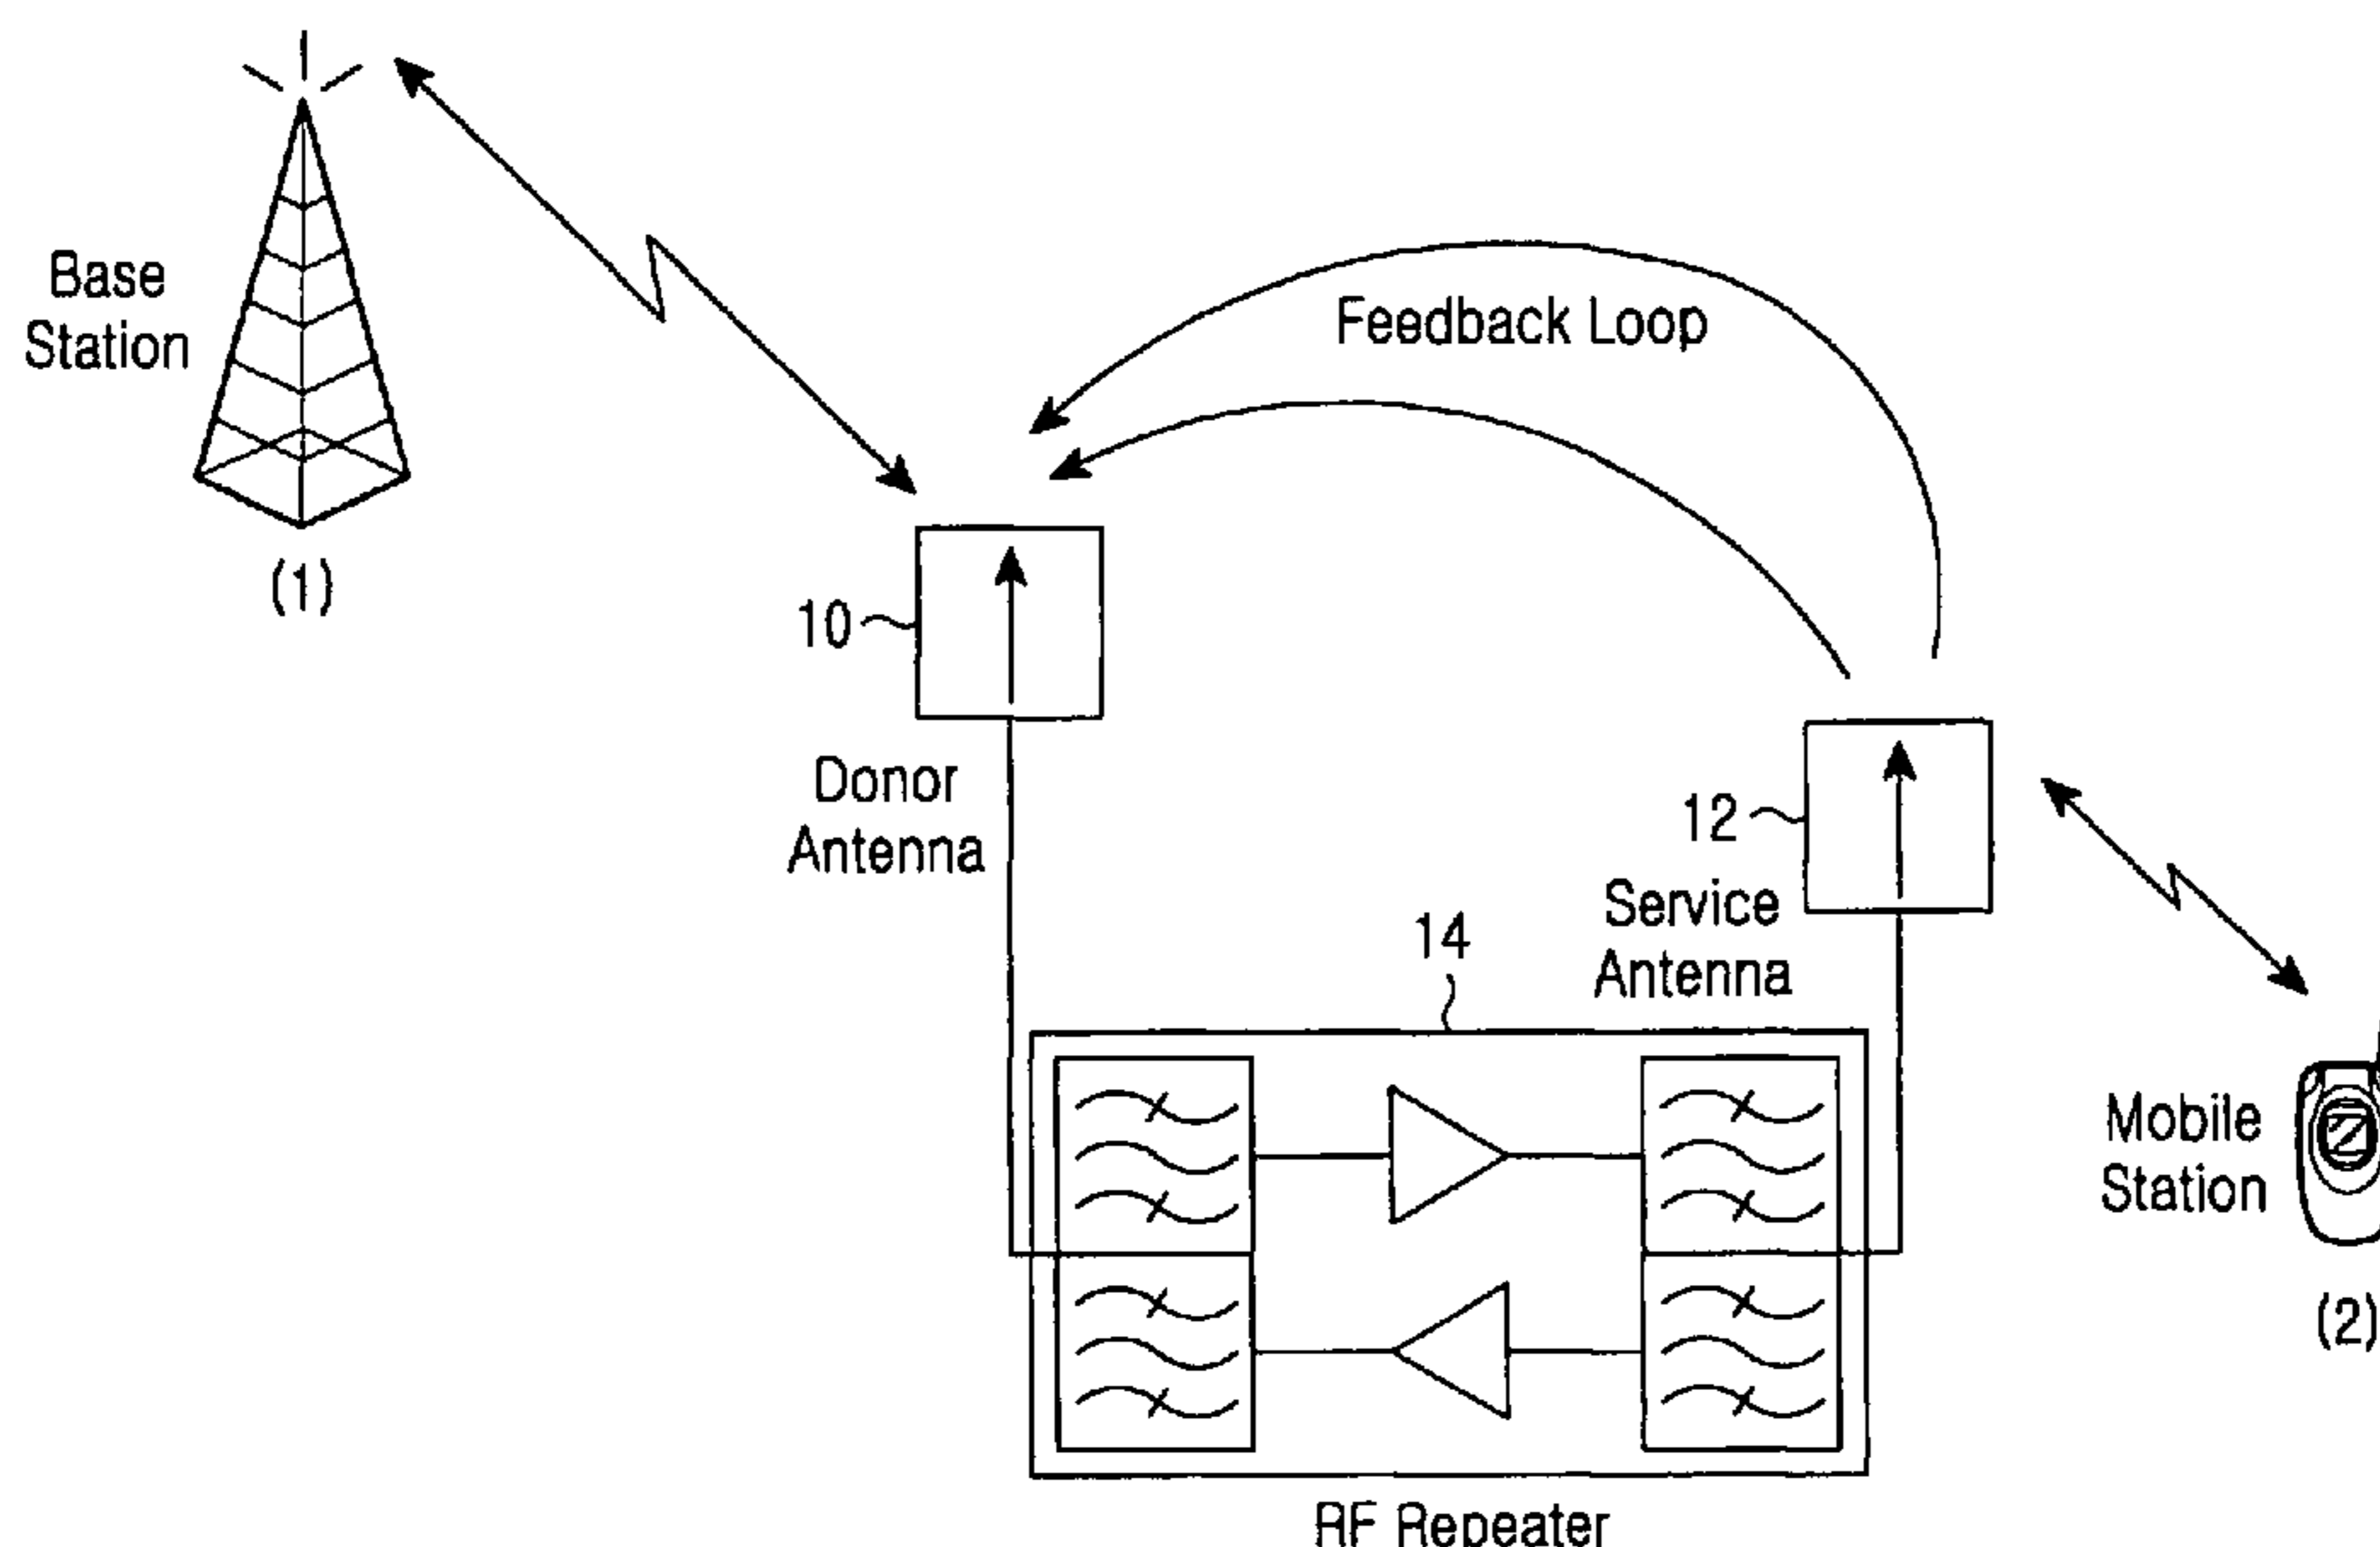 Base
Station
(1)
Feedback Loop
10
Donor
Antenna
12
Service
Antenna
14
Mobile
Station
(2)
RF Repeater